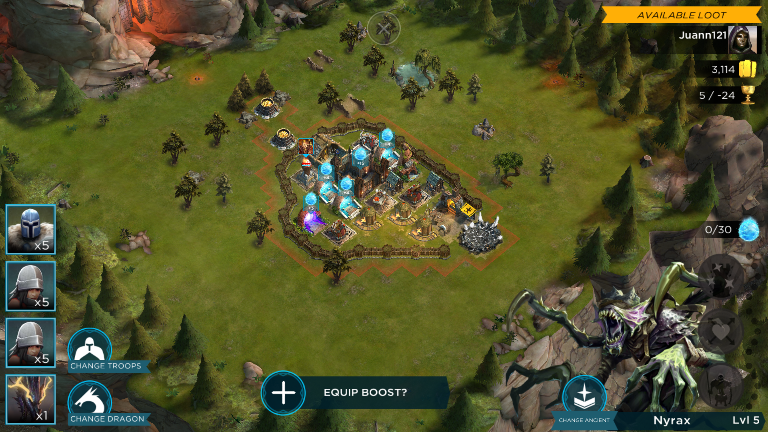 AVAILABLE LOOT
Juann121
3,114
5 / -24
0/30
x5
x5
x5
x1
CHANGE TROOPS
CHANGE DRAGON
EQUIP BOOST?
CHANGE ANCIENT
Nyrax
Lvl 5